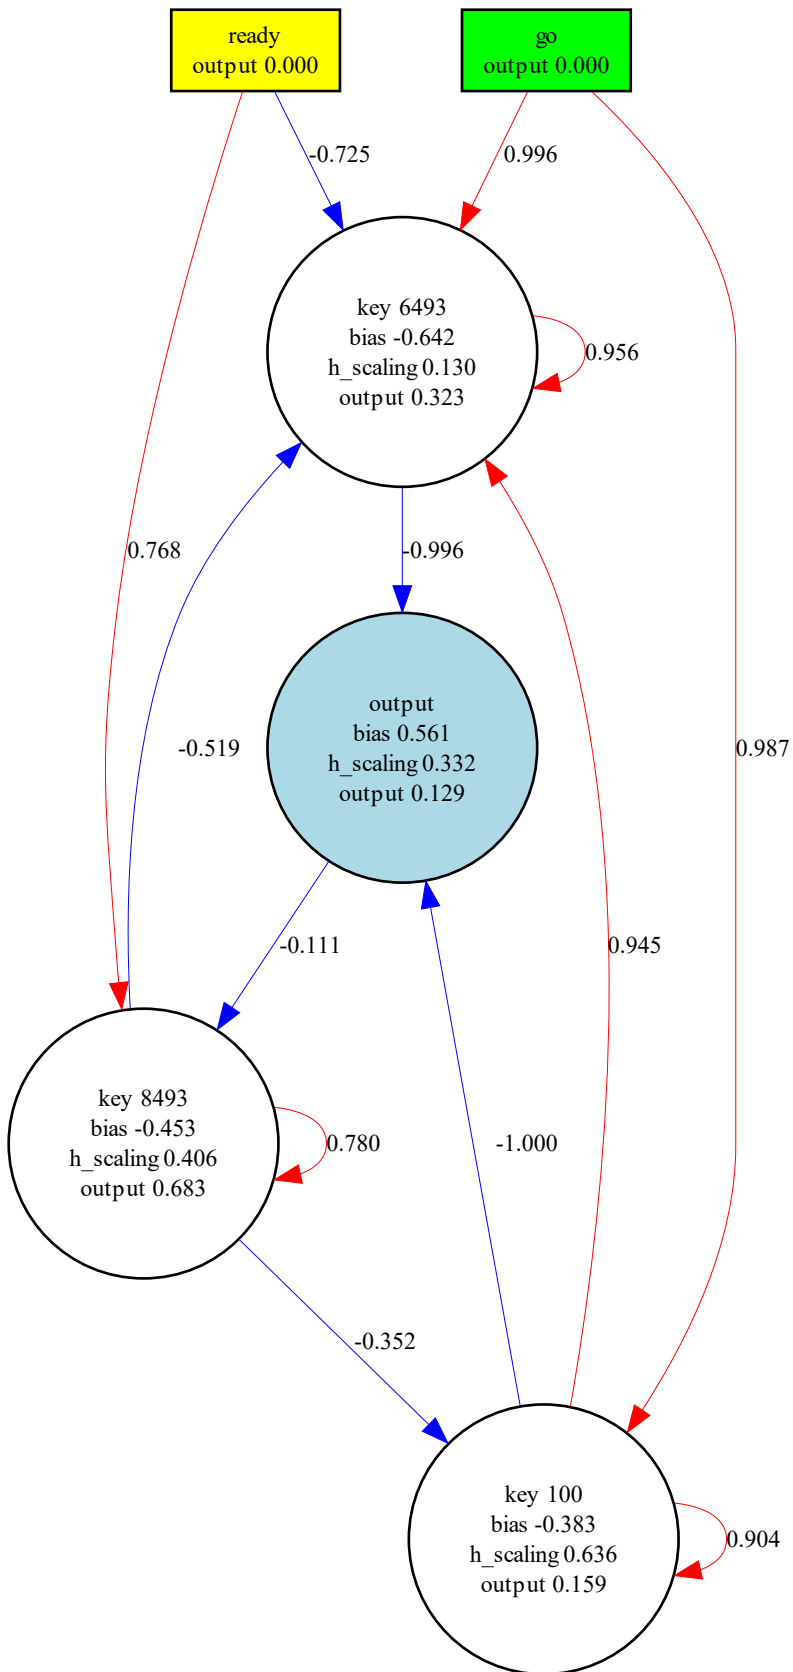 ready
output 0.000
go
output 0.000
-0.725
0.996
key 6493
bias -0.642
h_scaling 0.130
output 0.323
0.956
0.768
-0.996
output
bias 0.561
h_scaling 0.332
output 0.129
-0.519
0.987
-0.111
0.945
key 8493
bias -0.453
h_scaling 0.406
output 0.683
0.780
-1.000
-0.352
key 100
bias -0.383
h_scaling 0.636
output 0.159
0.904